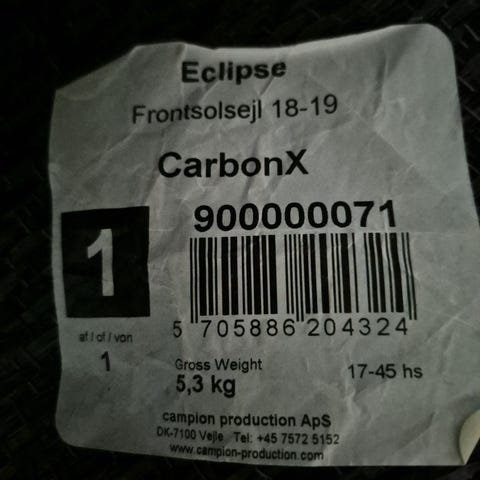 Eclipse
Frontsolsejl 18-19
CarbonX
900000071
1
5 705886 204324
af / of / von
1
Gross Weight
5,3 kg
17-45 hs
campion production ApS
DK-7100 Vejle Tel: +45 7572 5152
www.campion-production.com